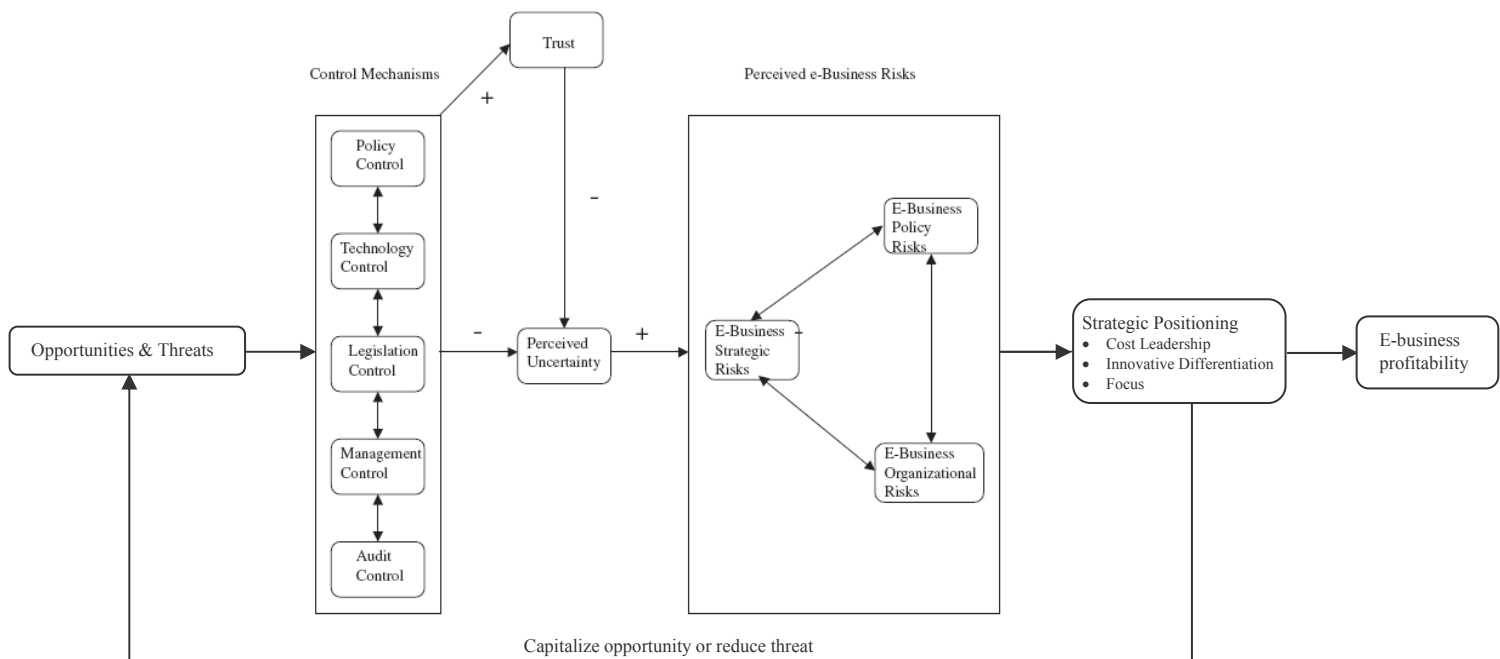 Trust
Control Mechanisms
Perceived e-Business Risks
+
Policy
Control
-
E-Business
Policy
Risks
Technology
Control
Opportunities & Threats
Legislation
Control
-
Perceived
Uncertainty
+
E-Business
Strategic
Risks
-
Strategic Positioning
• Cost Leadership
• Innovative Differentiation
• Focus
E-business
profitability
Management
Control
E-Business
Organizational
Risks
Audit
Control
Capitalize opportunity or reduce threat